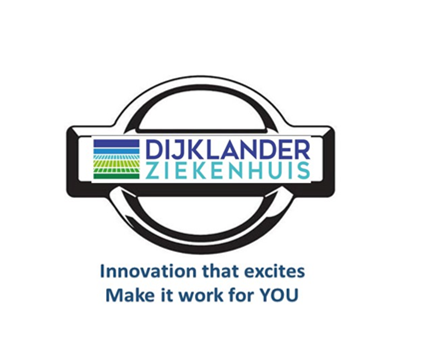 DIJKLANDER
ZIEKENHUIS
Innovation that excites
Make it work for YOU